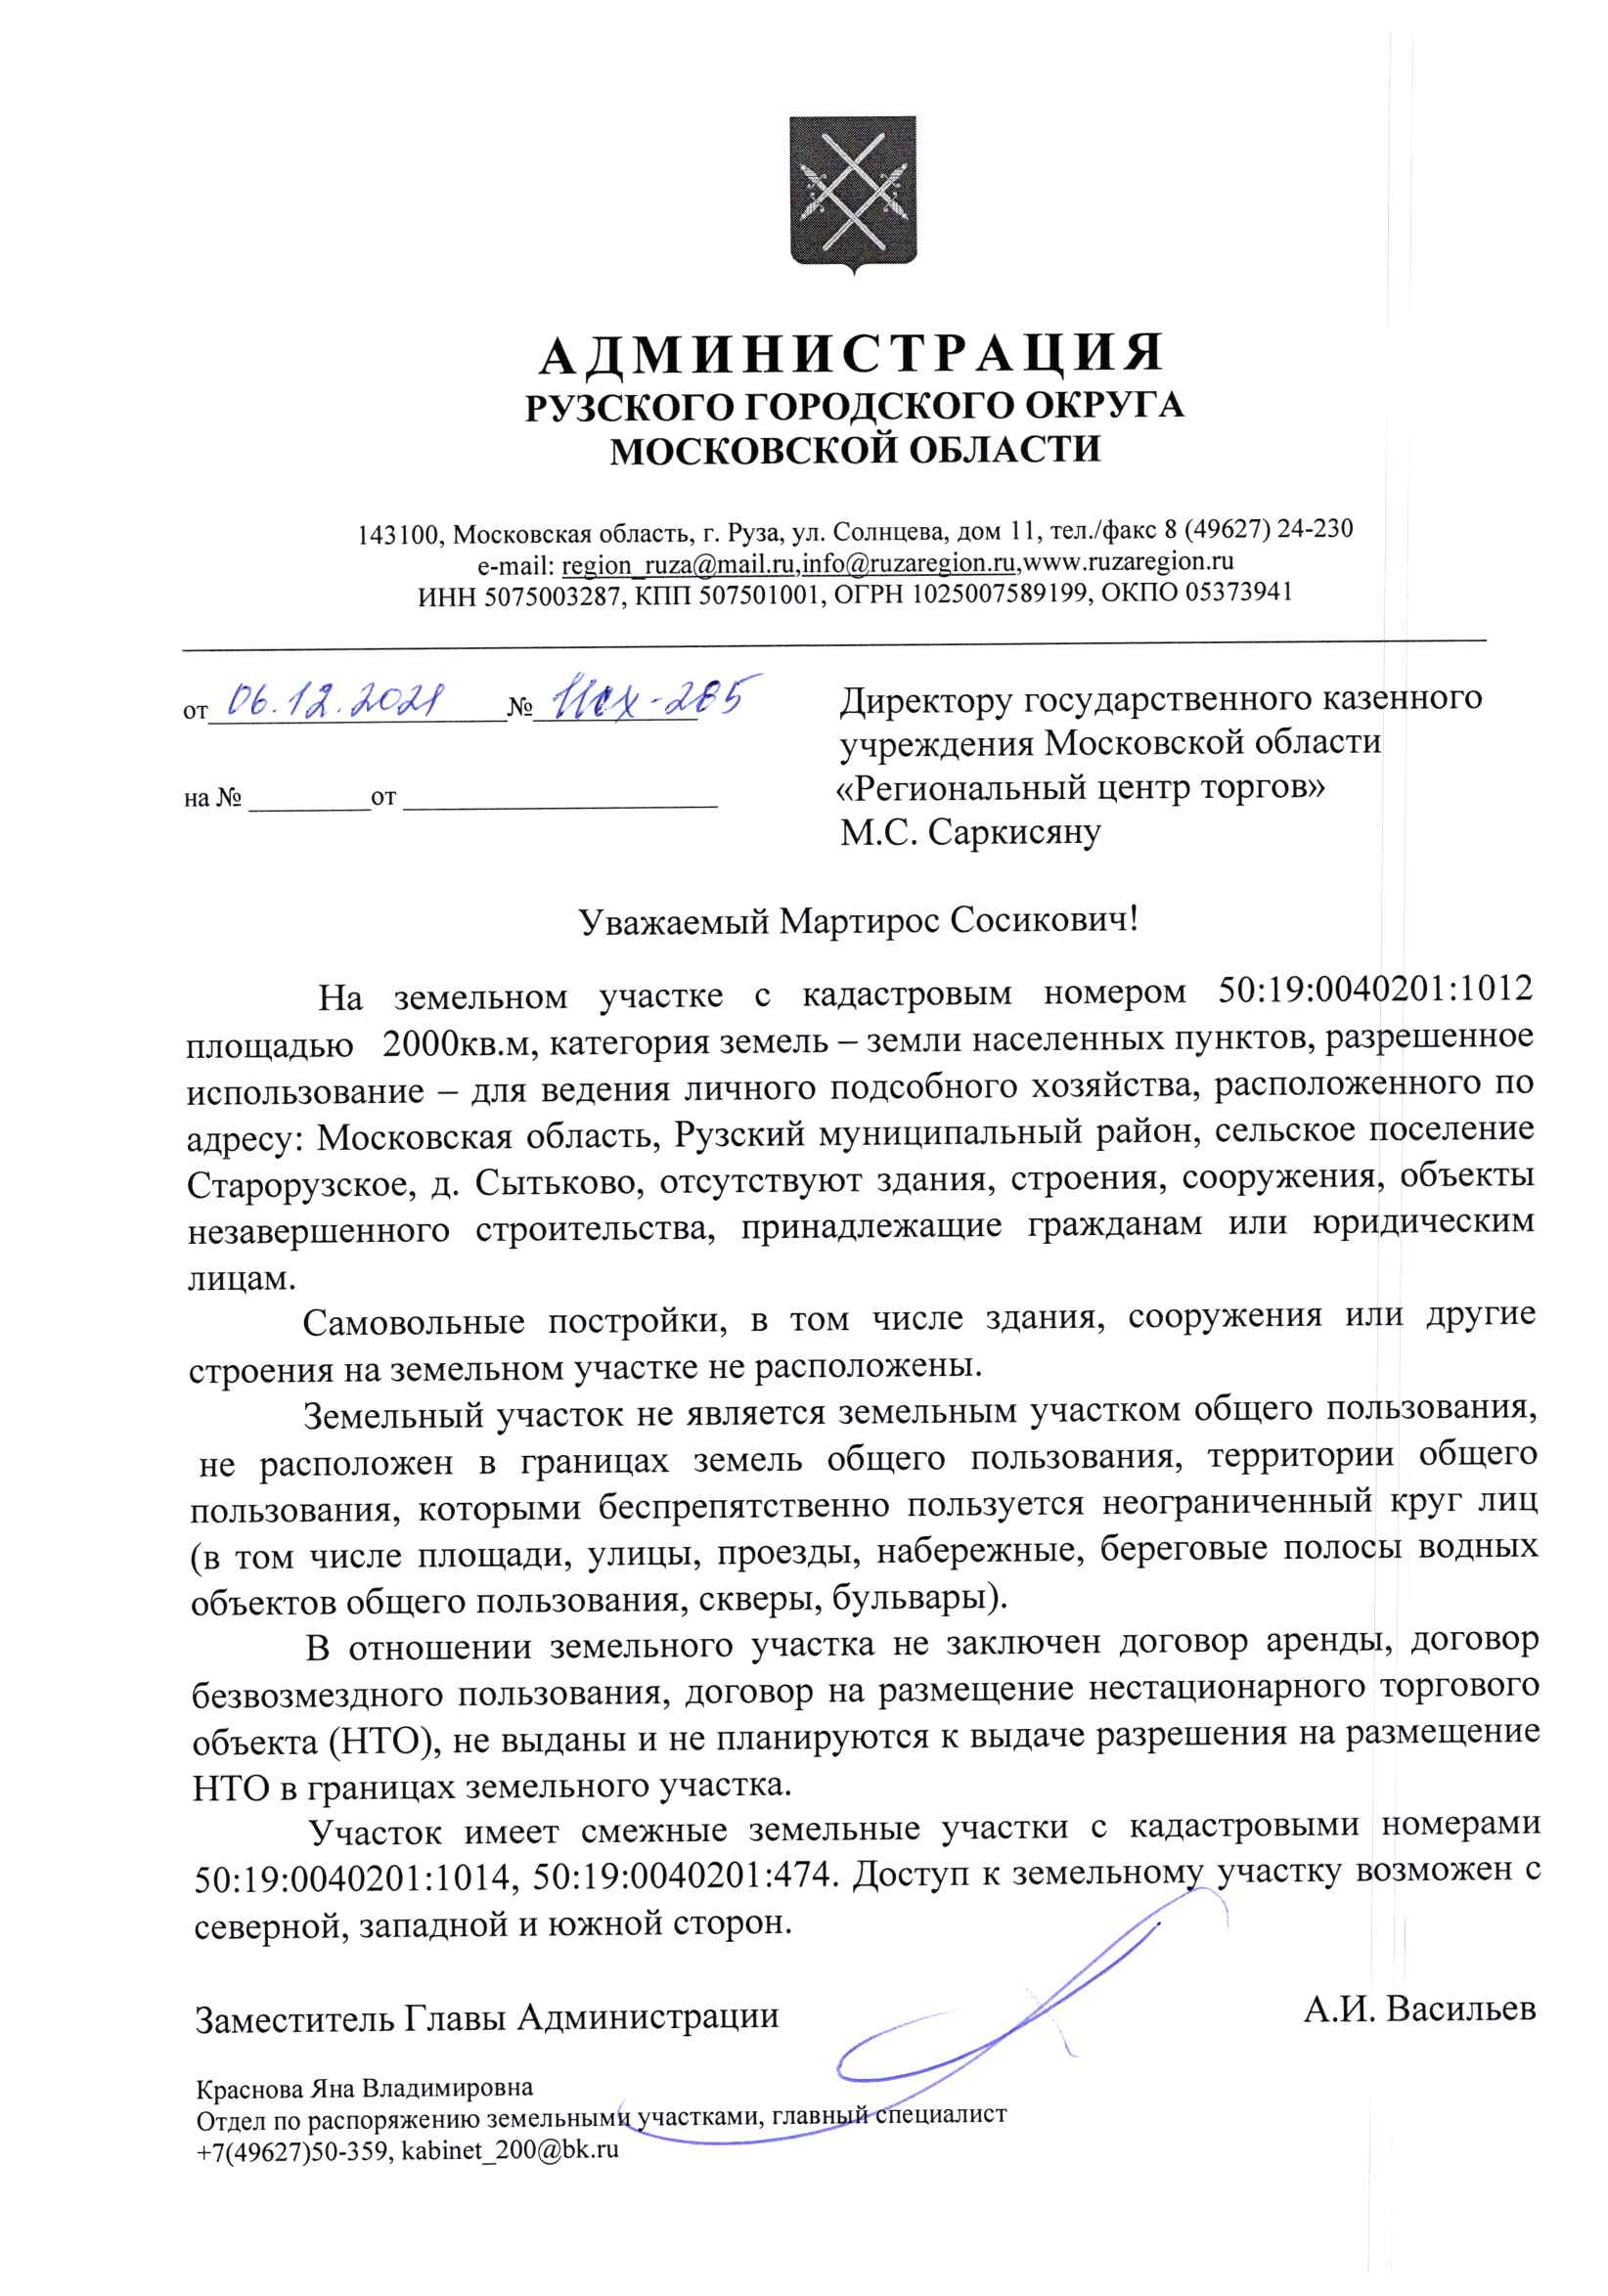 АДМИНИСТРАЦИЯ
РУЗСКОГО ГОРОДСКОГО ОКРУГА
МОСКОВСКОЙ ОБЛАСТИ
143100, Московская область, г. Руза, ул. Солнцева, дом 11, тел./факс 8 (49627) 24-230
e-mail: region_ruza@mail.ru,info@ruzaregion.ru,www.ruzaregion.ru
ИНН 5075003287, КПП 507501001, ОГРН 1025007589199, ОКПО 05373941
от 06.12.2021 № Исх-285
на № _________от _______________________
Директору государственного казенного
учреждения Московской области
«Региональный центр торгов»
М.С. Саркисяну
Уважаемый Мартирос Сосикович!
На земельном участке с кадастровым номером 50:19:0040201:1012
площадью 2000кв.м, категория земель – земли населенных пунктов, разрешенное
использование – для ведения личного подсобного хозяйства, расположенного по
адресу: Московская область, Рузский муниципальный район, сельское поселение
Старорузское, д. Сытьково, отсутствуют здания, строения, сооружения, объекты
незавершенного строительства, принадлежащие гражданам или юридическим
лицам.
Самовольные постройки, в том числе здания, сооружения или другие
строения на земельном участке не расположены.
Земельный участок не является земельным участком общего пользования,
не расположен в границах земель общего пользования, территории общего
пользования, которыми беспрепятственно пользуется неограниченный круг лиц
(в том числе площади, улицы, проезды, набережные, береговые полосы водных
объектов общего пользования, скверы, бульвары).
В отношении земельного участка не заключен договор аренды, договор
безвозмездного пользования, договор на размещение нестационарного торгового
объекта (НТО), не выданы и не планируются к выдаче разрешения на размещение
НТО в границах земельного участка.
Участок имеет смежные земельные участки с кадастровыми номерами
50:19:0040201:1014, 50:19:0040201:474. Доступ к земельному участку возможен с
северной, западной и южной сторон.
Заместитель Главы Администрации А.И. Васильев
Краснова Яна Владимировна
Отдел по распоряжению земельными участками, главный специалист
+7(49627)50-359, kabinet_200@bk.ru